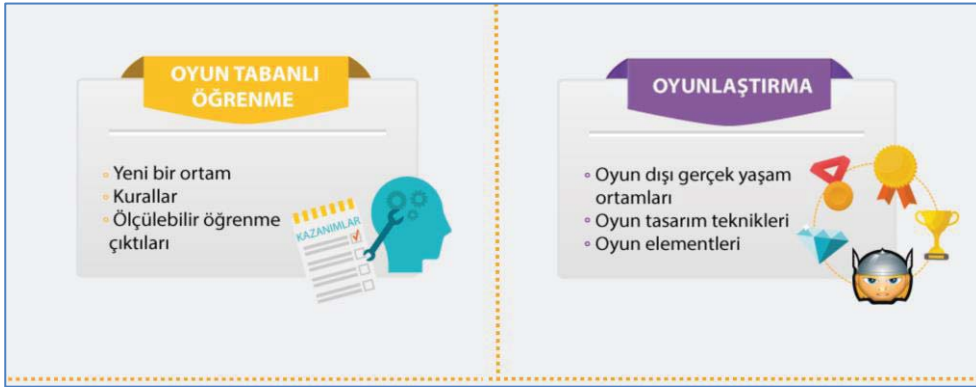 OYUN TABANLI
ÖĞRENME
Yeni bir ortam
Kurallar
Ölçülebilir öğrenme
çıktıları
KAZANIMLAR
OYUNLAŞTIRMA
Oyun dışı gerçek yaşam
ortamları
Oyun tasarım teknikleri
Oyun elementleri